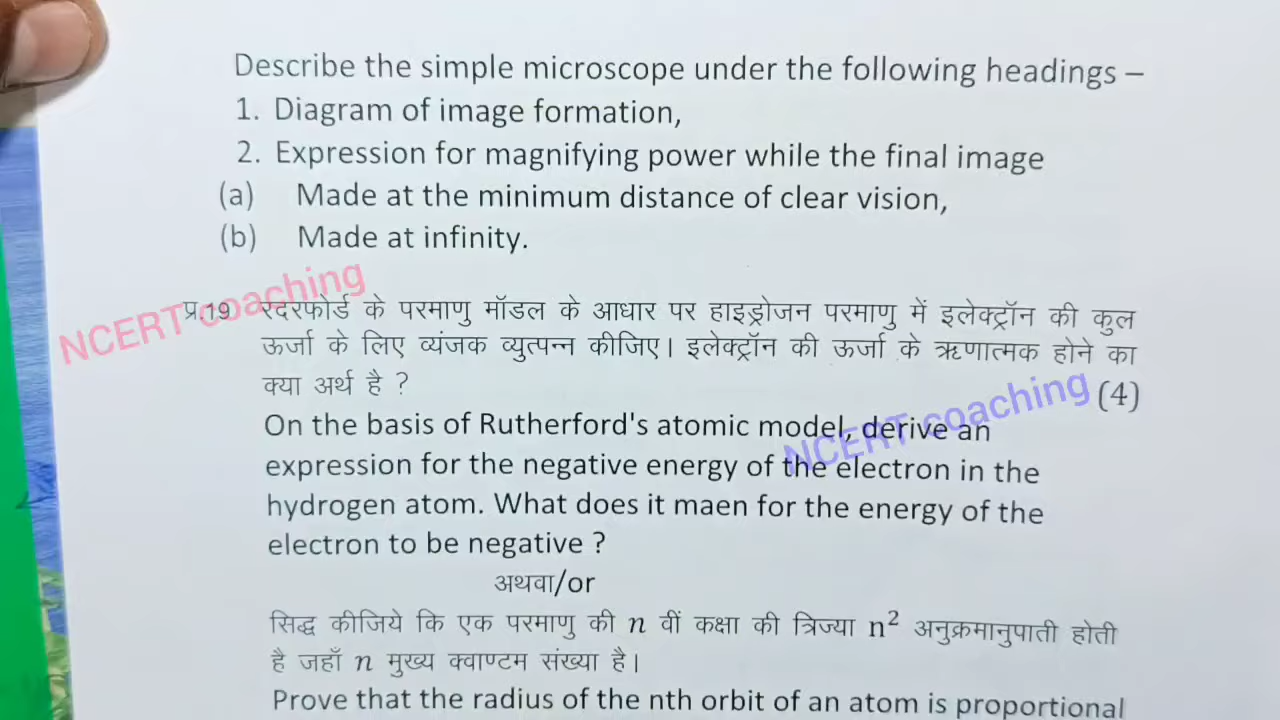 Describe the simple microscope under the following headings –
1. Diagram of image formation,
2. Expression for magnifying power while the final image
(a) Made at the minimum distance of clear vision,
(b) Made at infinity.
NCERT coaching
प्र.19 रदरफोर्ड के परमाणु मॉडल के आधार पर हाइड्रोजन परमाणु में इलेक्ट्रॉन की कुल
ऊर्जा के लिए व्यंजक व्युत्पन्न कीजिए। इलेक्ट्रॉन की ऊर्जा के ऋणात्मक होने का
क्या अर्थ है ? (4)
NCERT coaching
On the basis of Rutherford's atomic model, derive an
expression for the negative energy of the electron in the
hydrogen atom. What does it maen for the energy of the
electron to be negative ?
अथवा/or
सिद्ध कीजिये कि एक परमाणु की n वीं कक्षा की त्रिज्या n² अनुक्रमानुपाती होती
है जहाँ n मुख्य क्वाण्टम संख्या है।
Prove that the radius of the nth orbit of an atom is proportional